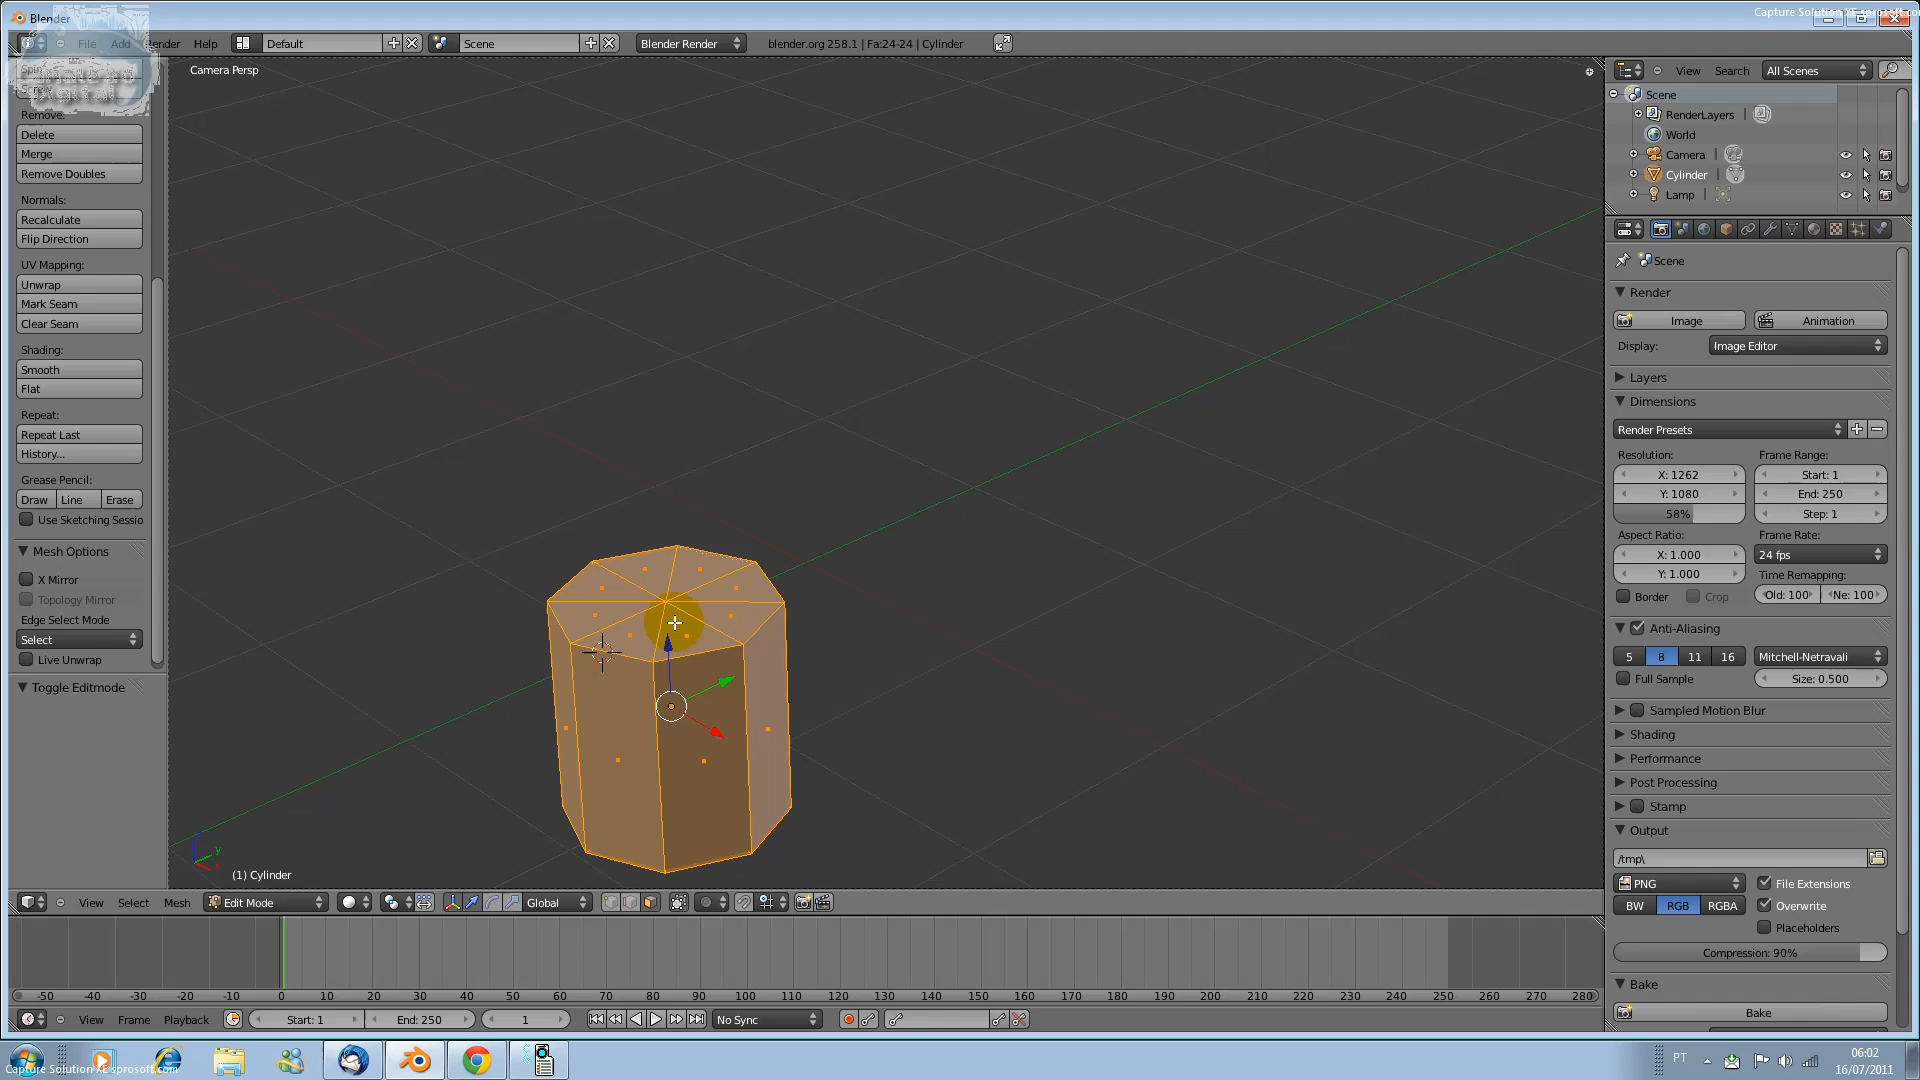 Blender
Capture Solution XE sprosoft.co
File Add Render Help Default Scene Blender Render blender.org 258.1 | Fa:24-24 | Cylinder
Camera Persp
Spin
Screw
Remove:
Delete
Merge
Remove Doubles
Normals:
Recalculate
Flip Direction
UV Mapping:
Unwrap
Mark Seam
Clear Seam
Shading:
Smooth
Flat
Repeat:
Repeat Last
History...
Grease Pencil:
Draw Line Erase
Use Sketching Sessio
Mesh Options
X Mirror
Topology Mirror
Edge Select Mode
Select
Live Unwrap
Toggle Editmode
z y x
(1) Cylinder
View Select Mesh Edit Mode Global
-50 -40 -30 -20 -10 0 10 20 30 40 50 60 70 80 90 100 110 120 130 140 150 160 170 180 190 200 210 220 230 240 250 260 270 280
View Frame Playback Start: 1 End: 250 1 No Sync
View Search All Scenes
Scene
RenderLayers
World
Camera
Cylinder
Lamp
Scene
Render
Image Animation
Display: Image Editor
Layers
Dimensions
Render Presets
Resolution: Frame Range:
X: 1262 Start: 1
Y: 1080 End: 250
58% Step: 1
Aspect Ratio: Frame Rate:
X: 1.000 24 fps
Y: 1.000 Time Remapping:
Border Crop Old: 100 Ne: 100
Anti-Aliasing
5 8 11 16 Mitchell-Netravali
Full Sample Size: 0.500
Sampled Motion Blur
Shading
Performance
Post Processing
Stamp
Output
/tmp\
PNG File Extensions
BW RGB RGBA Overwrite
Placeholders
Compression: 90%
Bake
Bake
Capture Solution XE sprosoft.com
PT
06:02
16/07/2011